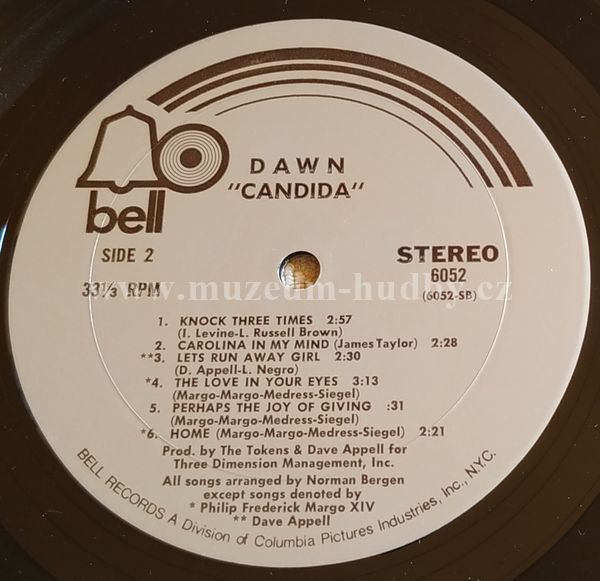 DAWN
"CANDIDA"
bell
SIDE 2
33⅓ RPM
STEREO
6052
(6052-SB)
www.muzeum-hudby.cz
1. KNOCK THREE TIMES 2:57
(I. Levine-L. Russell Brown)
2. CAROLINA IN MY MIND (James Taylor) 2:28
**3. LETS RUN AWAY GIRL 2:30
(D. Appell-L. Negro)
*4. THE LOVE IN YOUR EYES 3:13
(Margo-Margo-Medress-Siegel)
5. PERHAPS THE JOY OF GIVING :31
(Margo-Margo-Medress-Siegel)
*6. HOME (Margo-Margo-Medress-Siegel) 2:21
Prod. by The Tokens & Dave Appell for
Three Dimension Management, Inc.
All songs arranged by Norman Bergen
except songs denoted by
* Philip Frederick Margo XIV
** Dave Appell
BELL RECORDS A Division of Columbia Pictures Industries, Inc., N.Y.C.